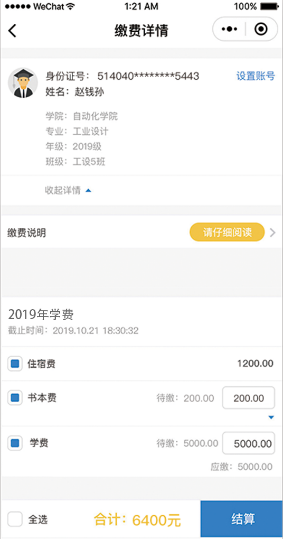 WeChat
1:21 AM
100%
缴费详情
身份证号： 514040********5443
设置账号
姓名：赵钱孙
学院：自动化学院
专业：工业设计
年级：2019级
班级：工设5班
收起详情
缴费说明
请仔细阅读
2019年学费
截止时间：2019.10.21 18:30:32
住宿费
1200.00
书本费
待缴：200.00
200.00
学费
待缴：5000.00
5000.00
应缴：5000.00
全选
合计：6400元
结算